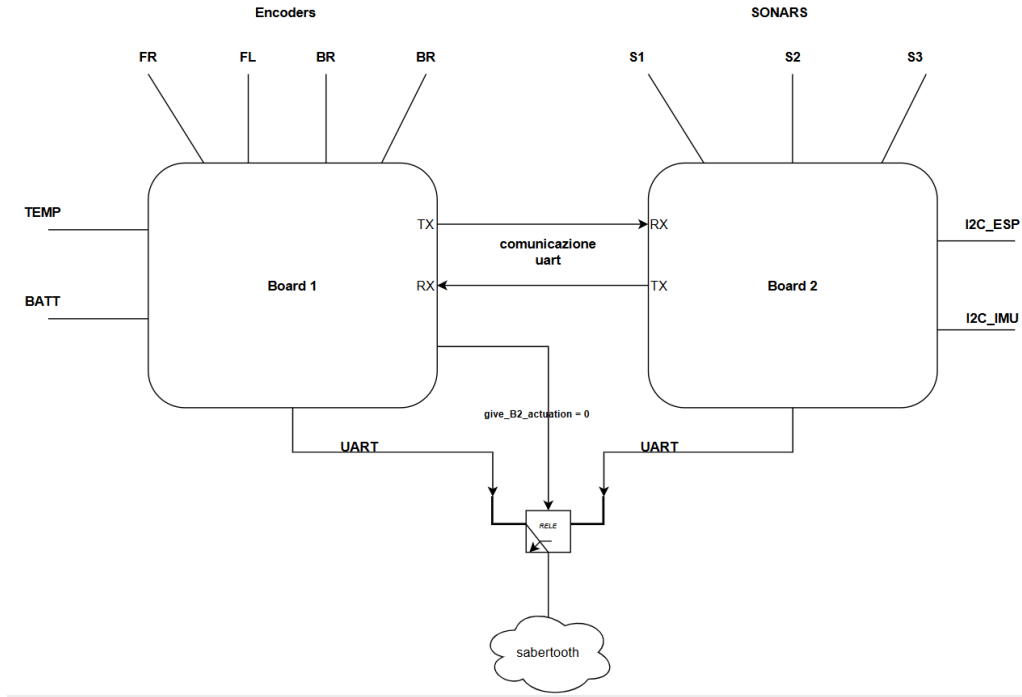 Encoders
SONARS
FR
FL
BR
BR
S1
S2
S3
TEMP
BATT
TX
RX
comunicazione
uart
I2C_ESP
Board 1
RX
TX
Board 2
I2C_IMU
give_B2_actuation = 0
UART
UART
RELE
sabertooth